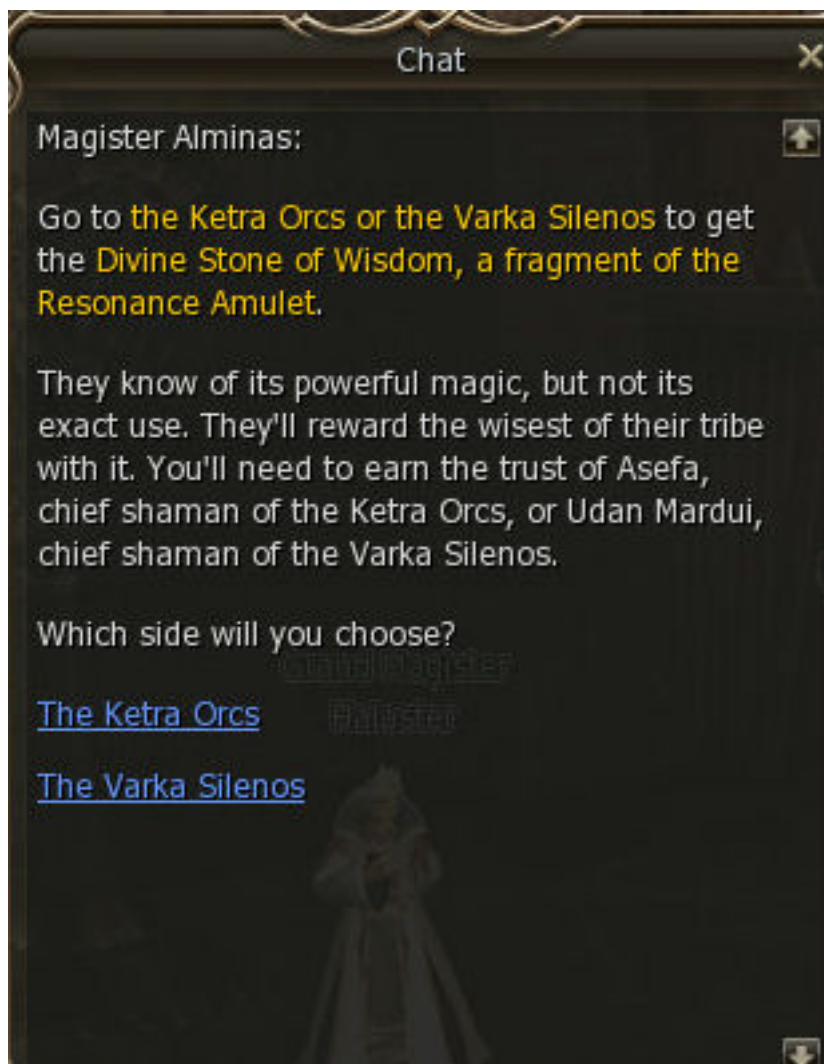 Chat
Magister Alminas:
Go to the Ketra Orcs or the Varka Silenos to get
the Divine Stone of Wisdom, a fragment of the
Resonance Amulet.
They know of its powerful magic, but not its
exact use. They'll reward the wisest of their tribe
with it. You'll need to earn the trust of Asefa,
chief shaman of the Ketra Orcs, or Udan Mardui,
chief shaman of the Varka Silenos.
Which side will you choose?
Grand Magister
The Ketra Orcs
The Varka Silenos